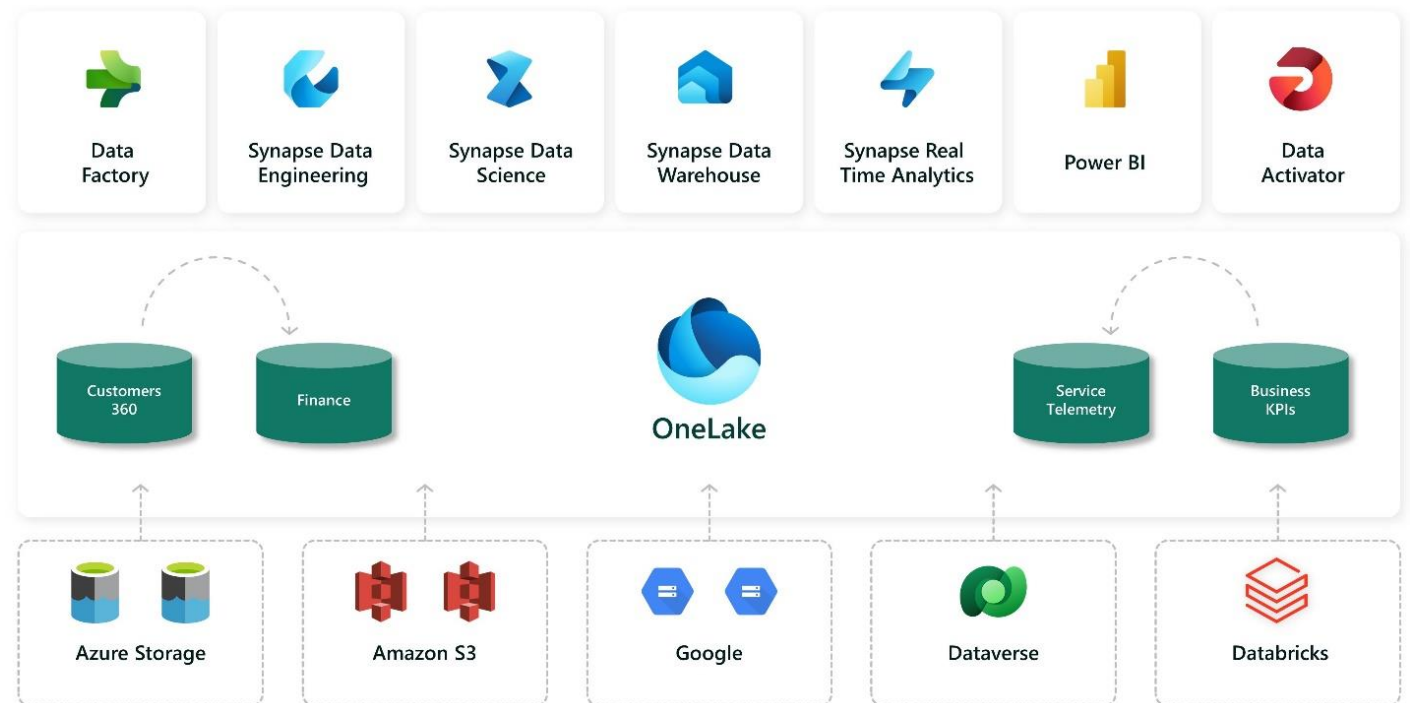 Data
Factory
Synapse Data
Engineering
Synapse Data
Science
Synapse Data
Warehouse
Synapse Real
Time Analytics
Power BI
Data
Activator
Customers
360
Finance
OneLake
Service
Telemetry
Business
KPIs
Azure Storage
Amazon S3
Google
Dataverse
Databricks